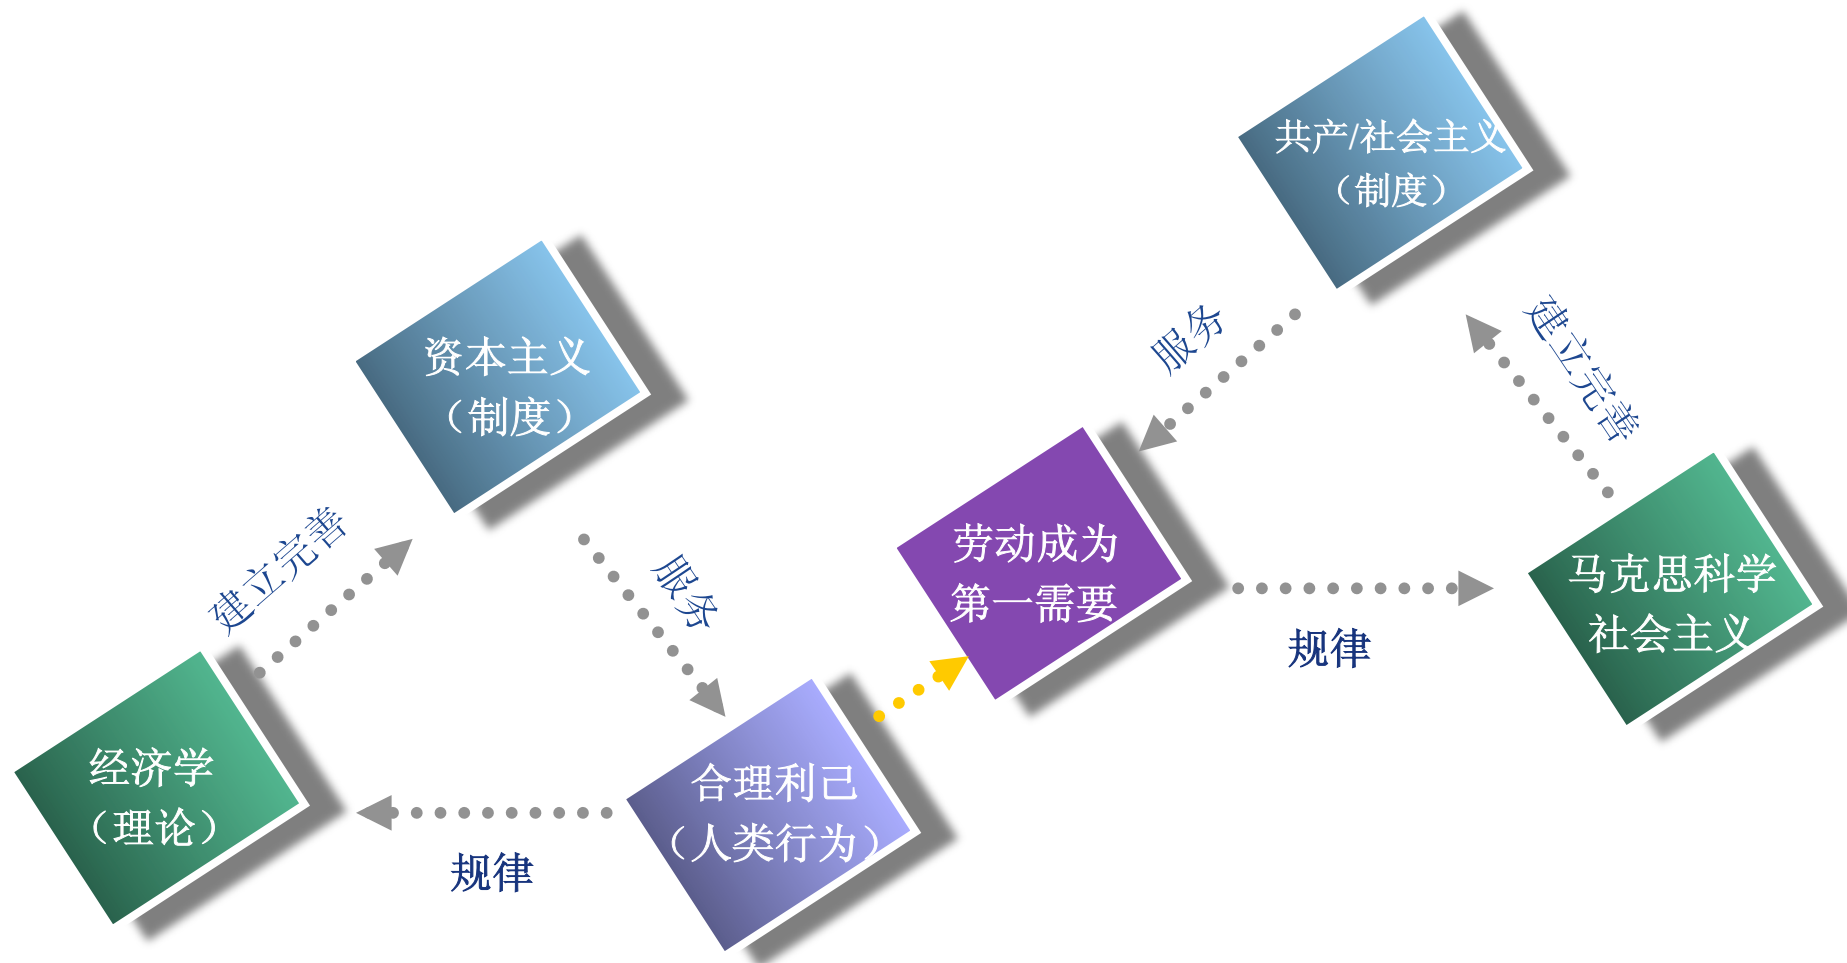 共产/社会主义
（制度）
资本主义
（制度）
服务
建立完善
劳动成为
第一需要
马克思科学
社会主义
规律
建立完善
服务
经济学
（理论）
合理利己
（人类行为）
规律